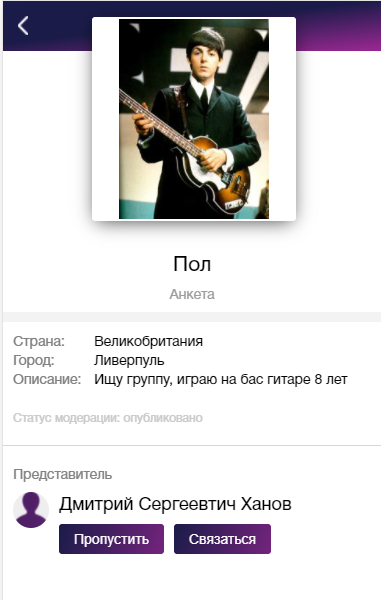 Пол
Анкета
Страна: Великобритания
Город: Ливерпуль
Описание: Ищу группу, играю на бас гитаре 8 лет
Статус модерации: опубликовано
Представитель
Дмитрий Сергеевтич Ханов
Пропустить Связаться